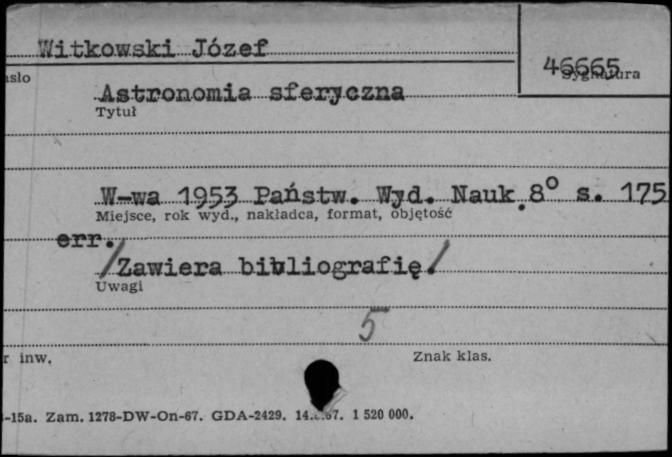 Witkowski Józef
46665
asło
Sygnatura
Astronomia sferyczna
Tytuł
W-wa 1953 Państw. Wyd. Nauk. 8° s. 175
Miejsce, rok wyd., nakładca, format, objętość
err.
/Zawiera bibliografię/
Uwagi
5
r inw.
Znak klas.
-15a. Zam. 1278-DW-On-67. GDA-2429. 1 520 000.